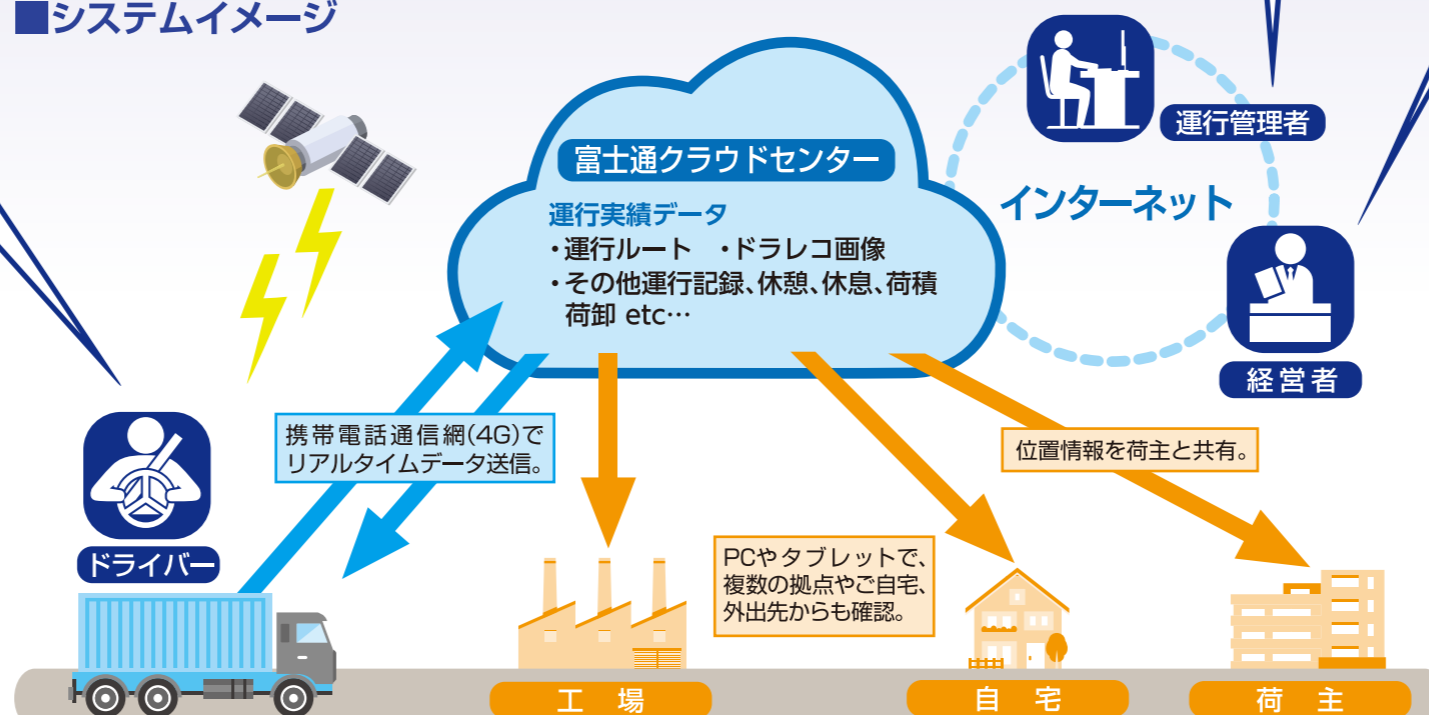 ■システムイメージ
運行管理者
富士通クラウドセンター
インターネット
運行実績データ
・運行ルート ・ドラレコ画像
・その他運行記録、休憩、休息、荷積
荷卸 etc…
経営者
携帯電話通信網(4G)で
リアルタイムデータ送信。
位置情報を荷主と共有。
ドライバー
PCやタブレットで、
複数の拠点やご自宅、
外出先からも確認。
工場
自宅
荷主